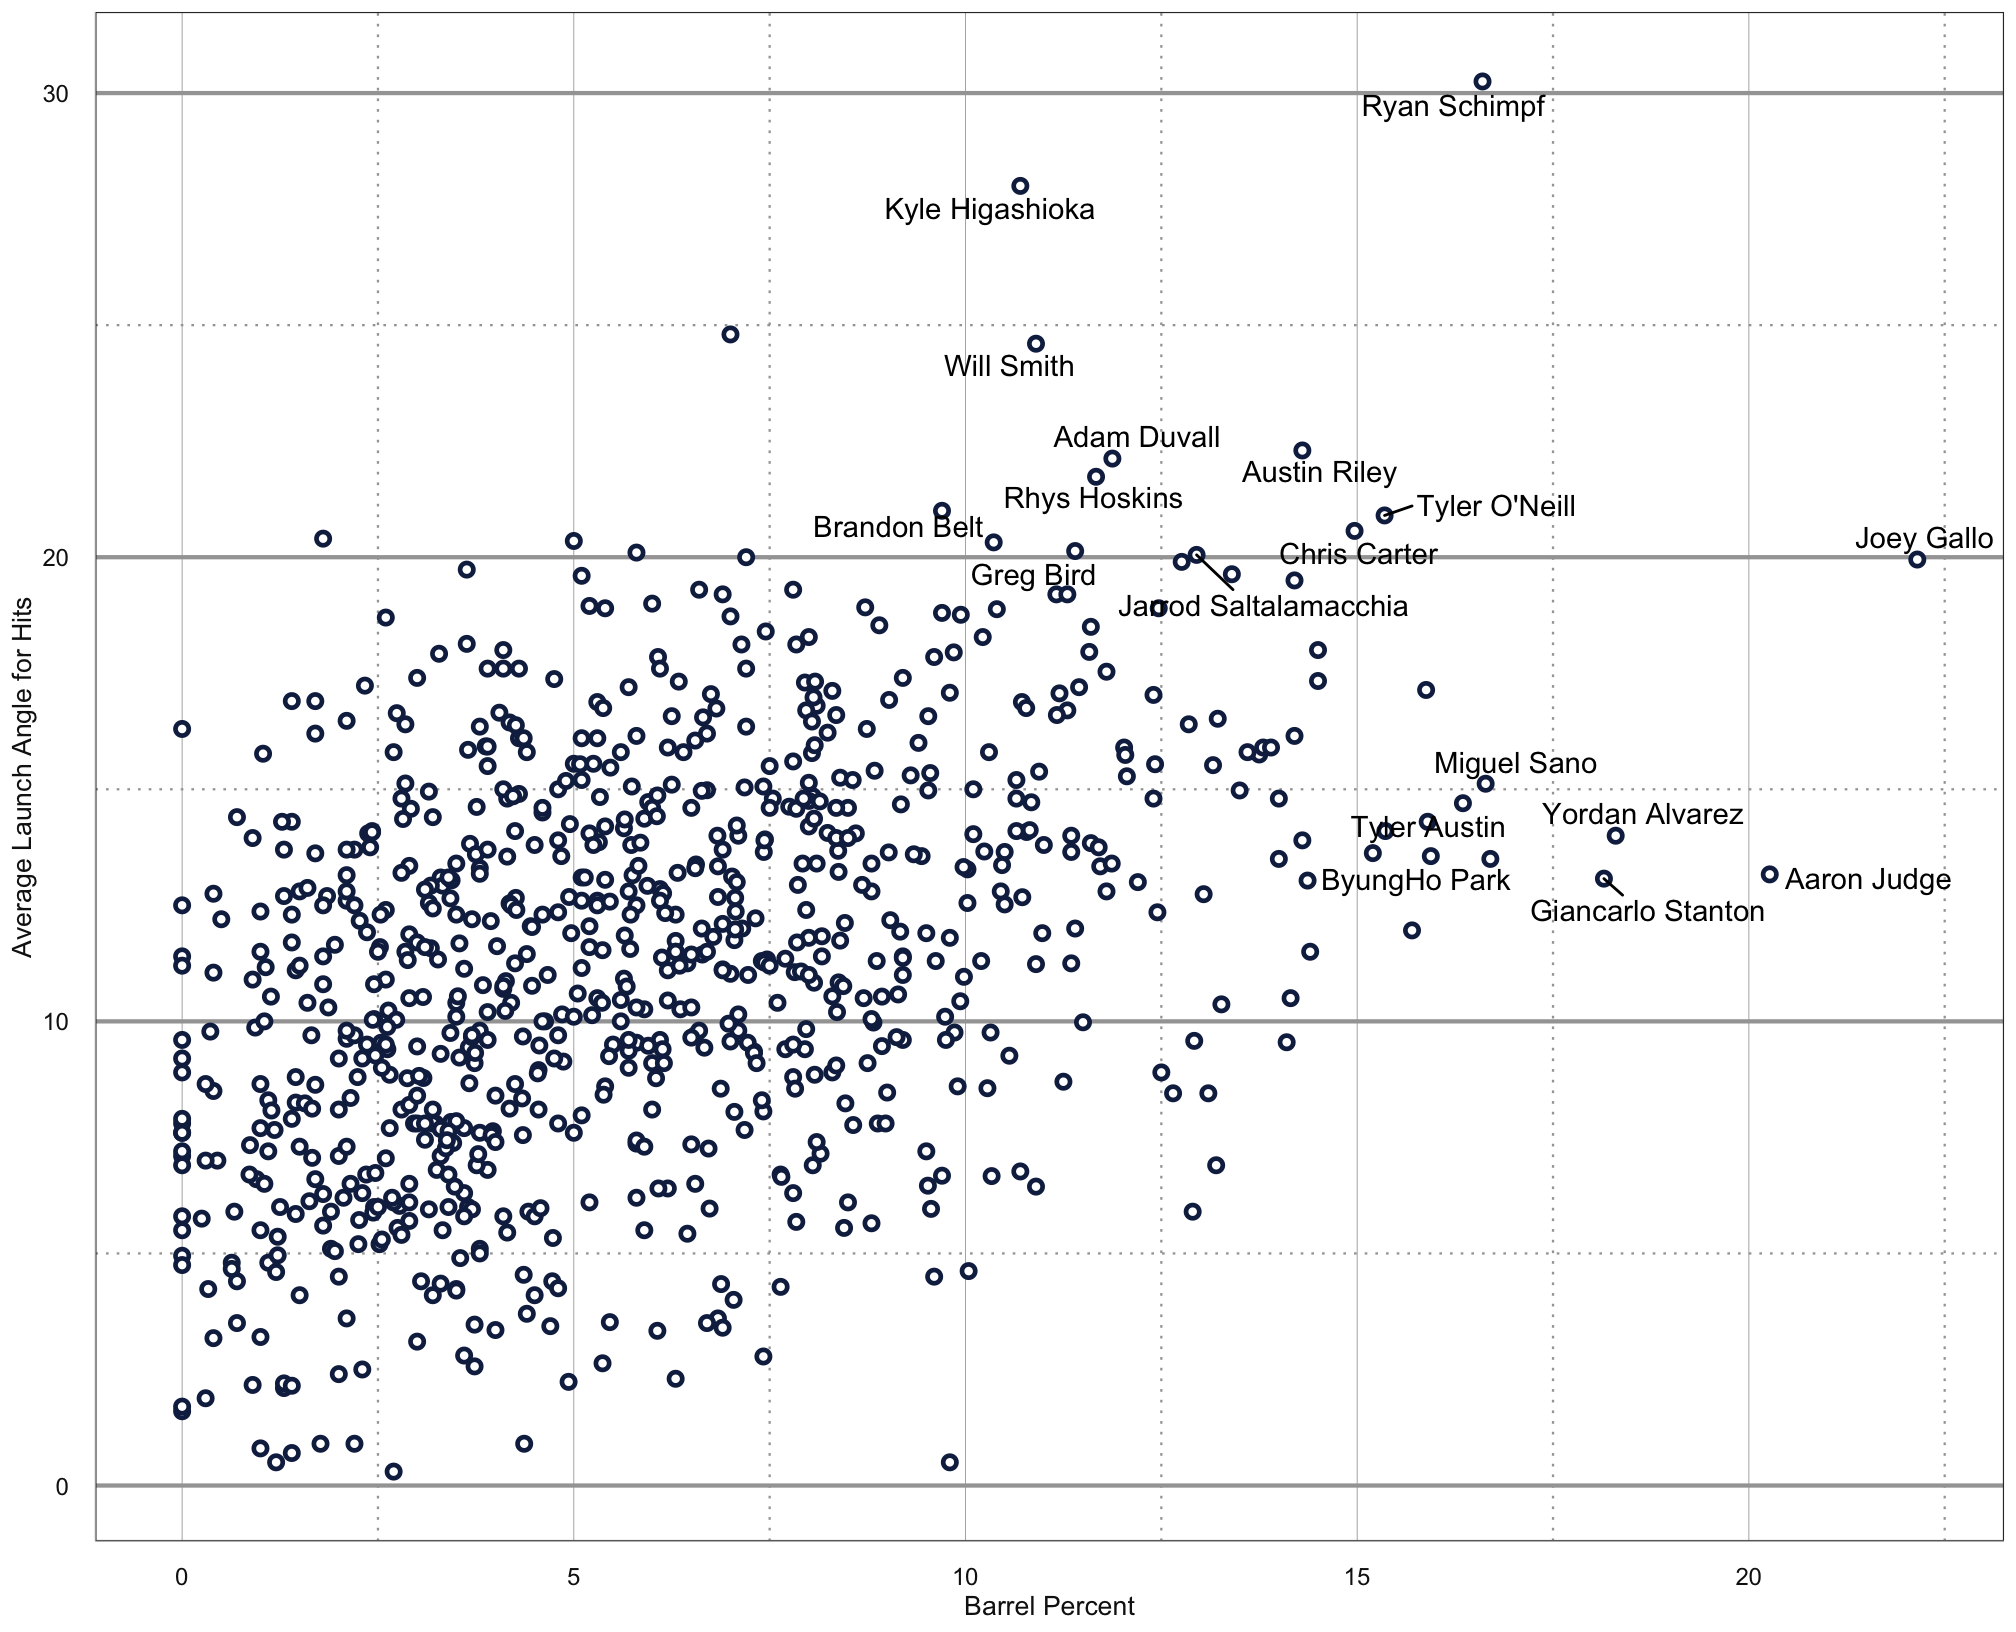 30
Ryan Schimpf
Kyle Higashioka
Will Smith
Adam Duvall
Austin Riley
Rhys Hoskins
Tyler O'Neill
Brandon Belt
Joey Gallo
20
Chris Carter
Greg Bird
Jarrod Saltalamacchia
Average Launch Angle for Hits
Miguel Sano
Yordan Alvarez
Tyler Austin
ByungHo Park
Aaron Judge
Giancarlo Stanton
10
0
0 5 10 15 20
Barrel Percent